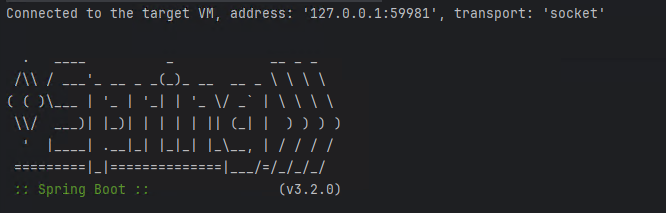 Connected to the target VM, address: '127.0.0.1:59981', transport: 'socket'
  .   ____          _            __ _ _
 /\\ / ___'_ __ _ _(_)_ __  __ _ \ \ \ \
( ( )\___ | '_ | '_| | '_ \/ _` | \ \ \ \
 \\/  ___)| |_)| | | | | || (_| |  ) ) ) )
  '  |____| .__|_| |_|_| |_\__, | / / / /
 =========|_|==============|___/=/_/_/_/
 :: Spring Boot ::                (v3.2.0)